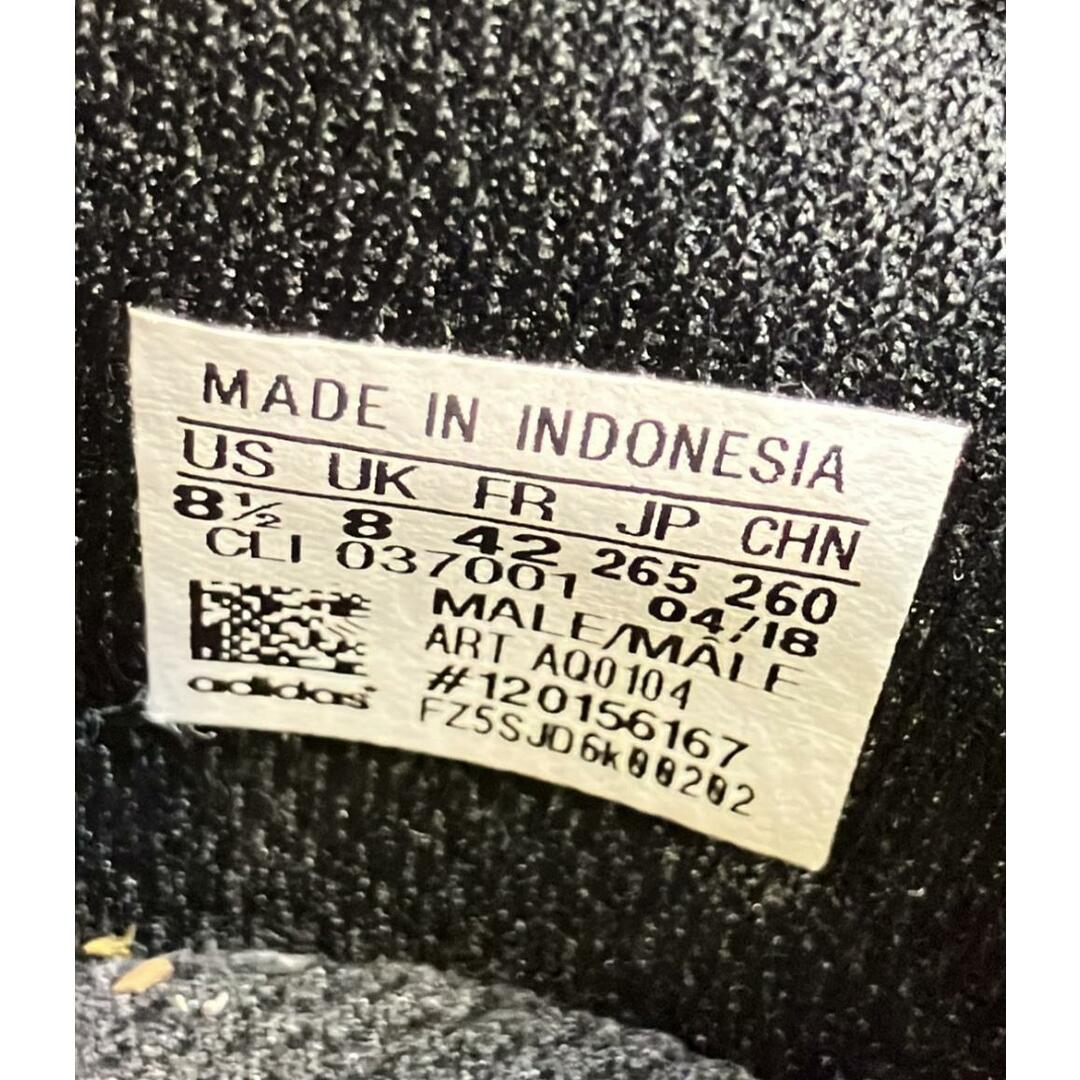 MADE IN INDONESIA
US UK FR JP CHN
8½ 8 42 265 260
CLI 037001 04/18
MALE/MÂLE
ART AQ0104
#120156167
FZ5SJD6k00202
adidas